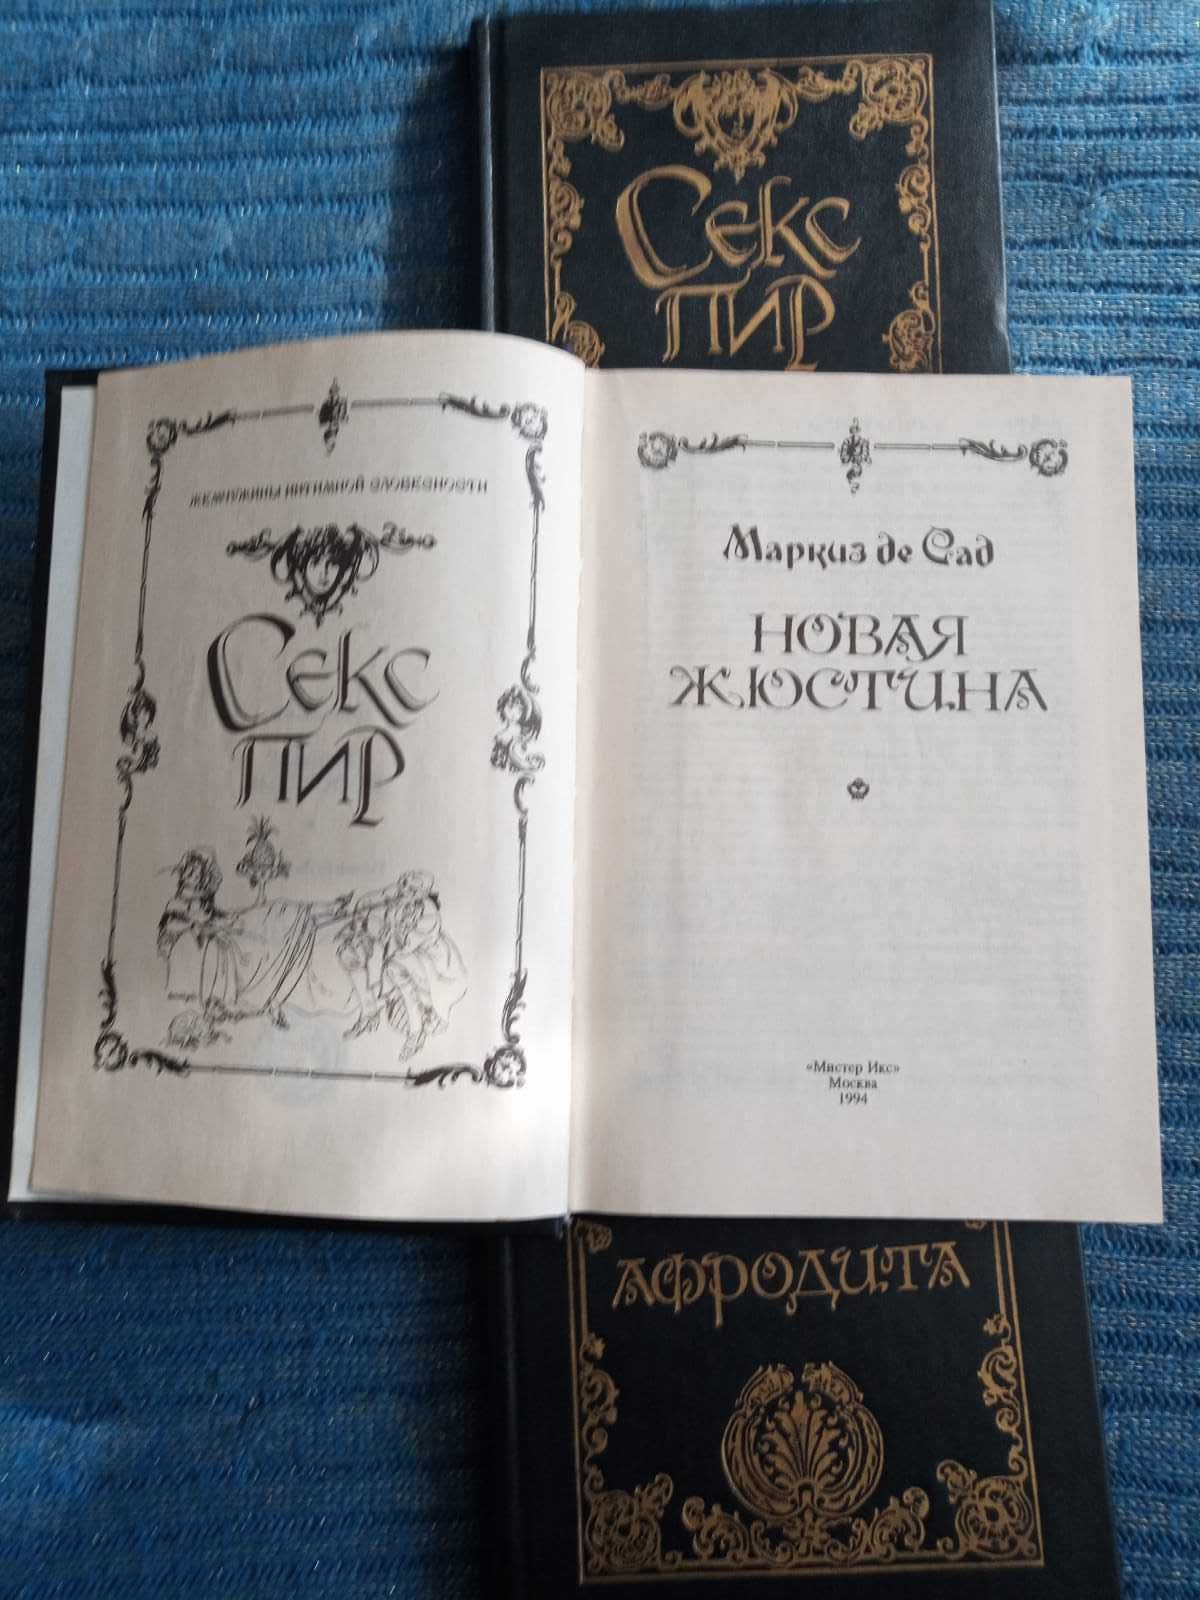 Секс
пир
жемчужины интимной словесности
Секс
пир
Маркиз де Сад
НОВАЯ
ЖЮСТИНА
«Мистер Икс»
Москва
1994
АФРОДИТА